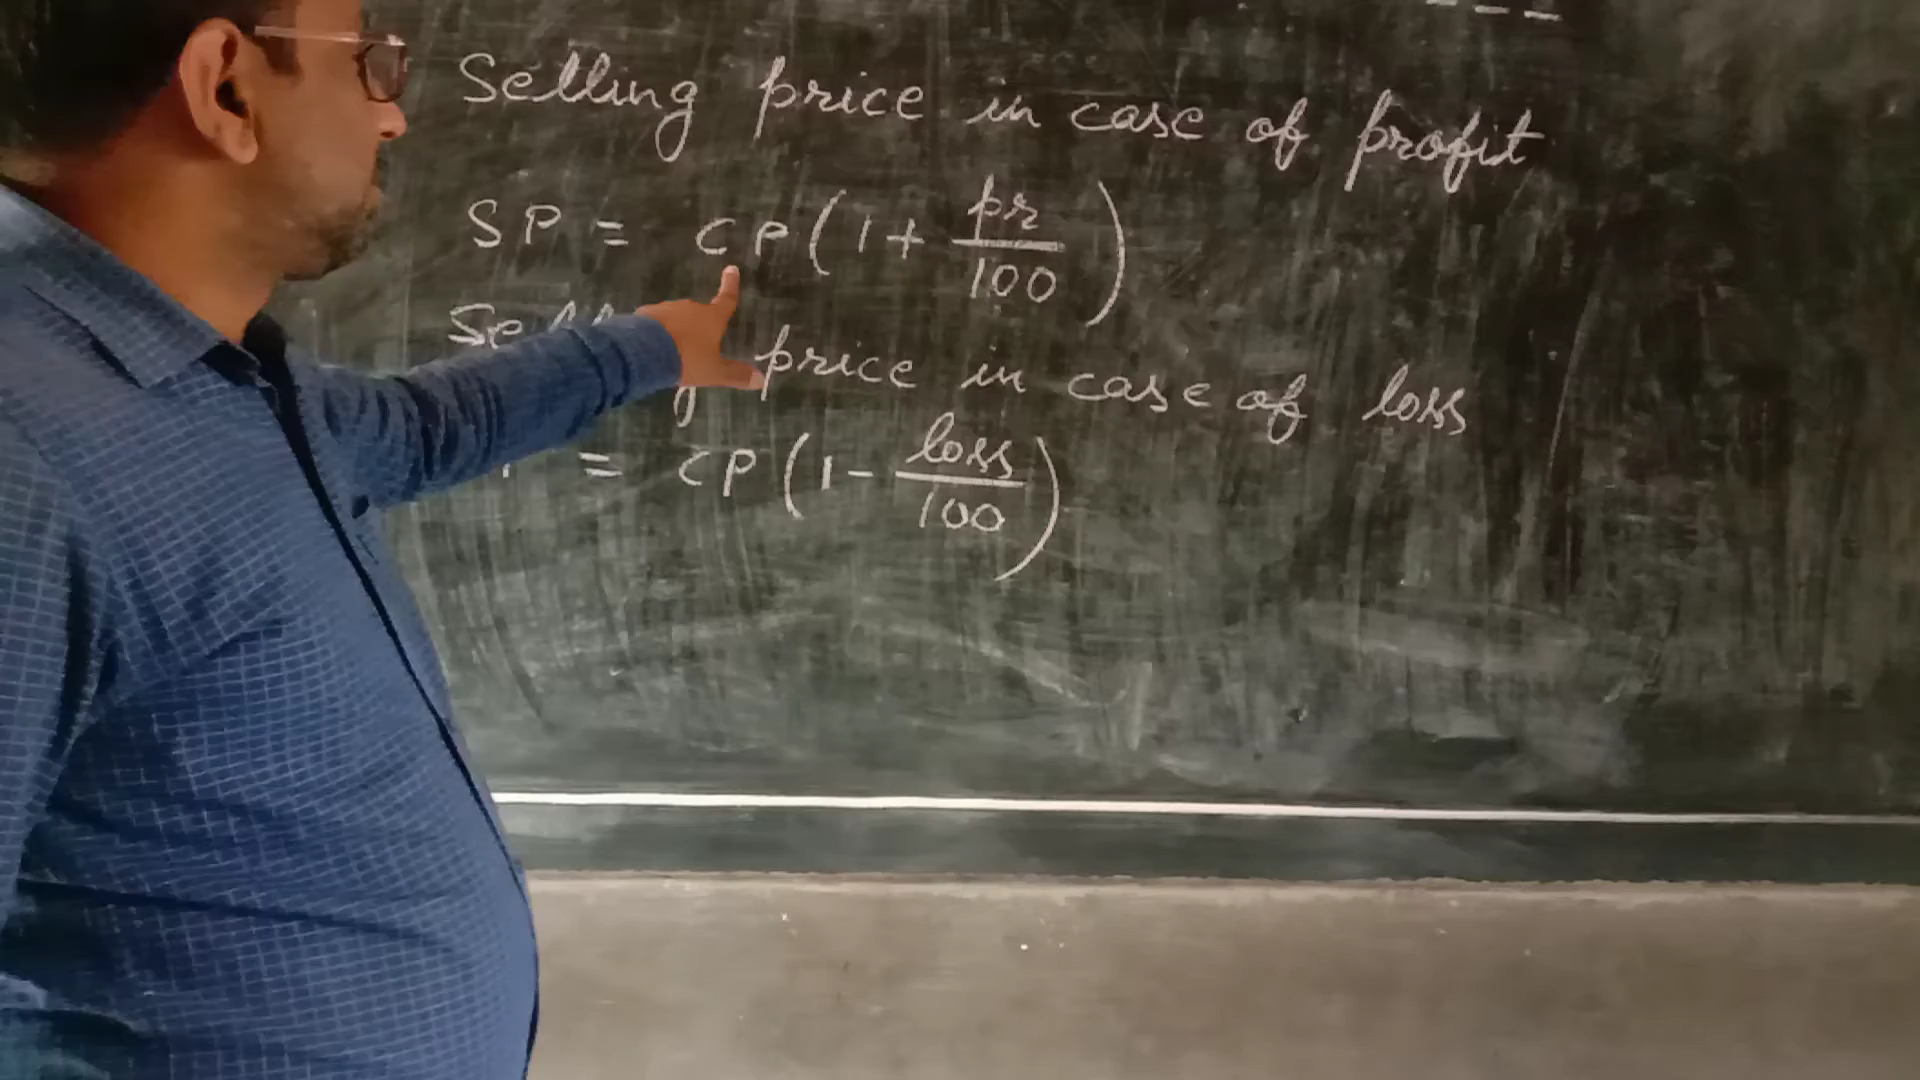 Selling price in case of profit
SP = CP(1 + pr/100)
price in case of loss
= CP(1 - loss/100)